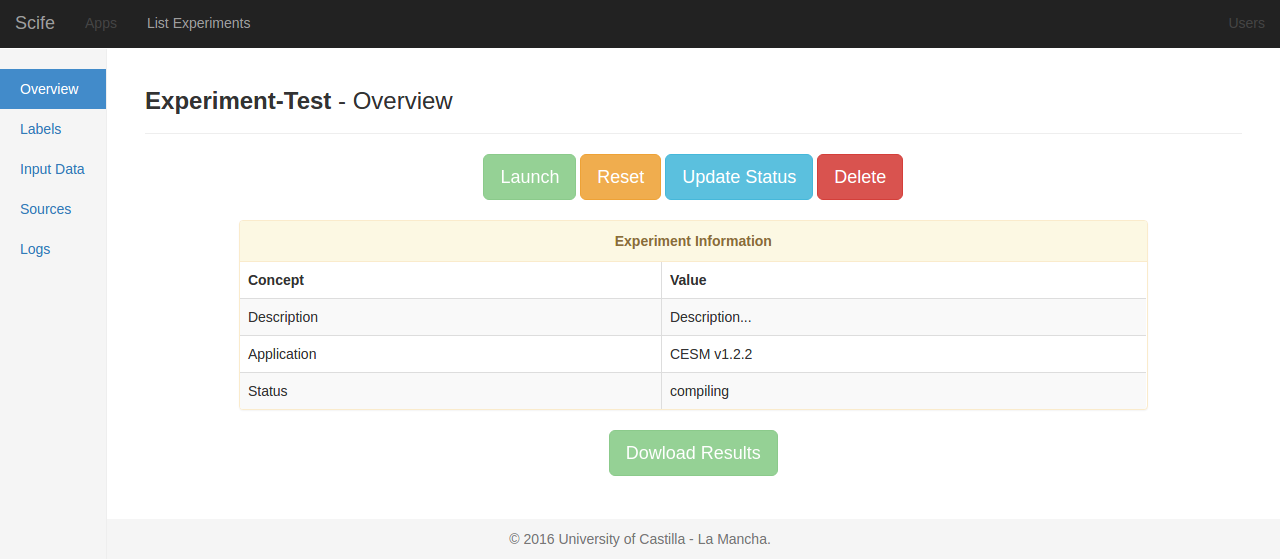 Scife Apps List Experiments Users
Overview
Labels
Input Data
Sources
Logs
Experiment-Test - Overview
Launch Reset Update Status Delete
Experiment Information
Concept Value
Description Description...
Application CESM v1.2.2
Status compiling
Dowload Results
© 2016 University of Castilla - La Mancha.